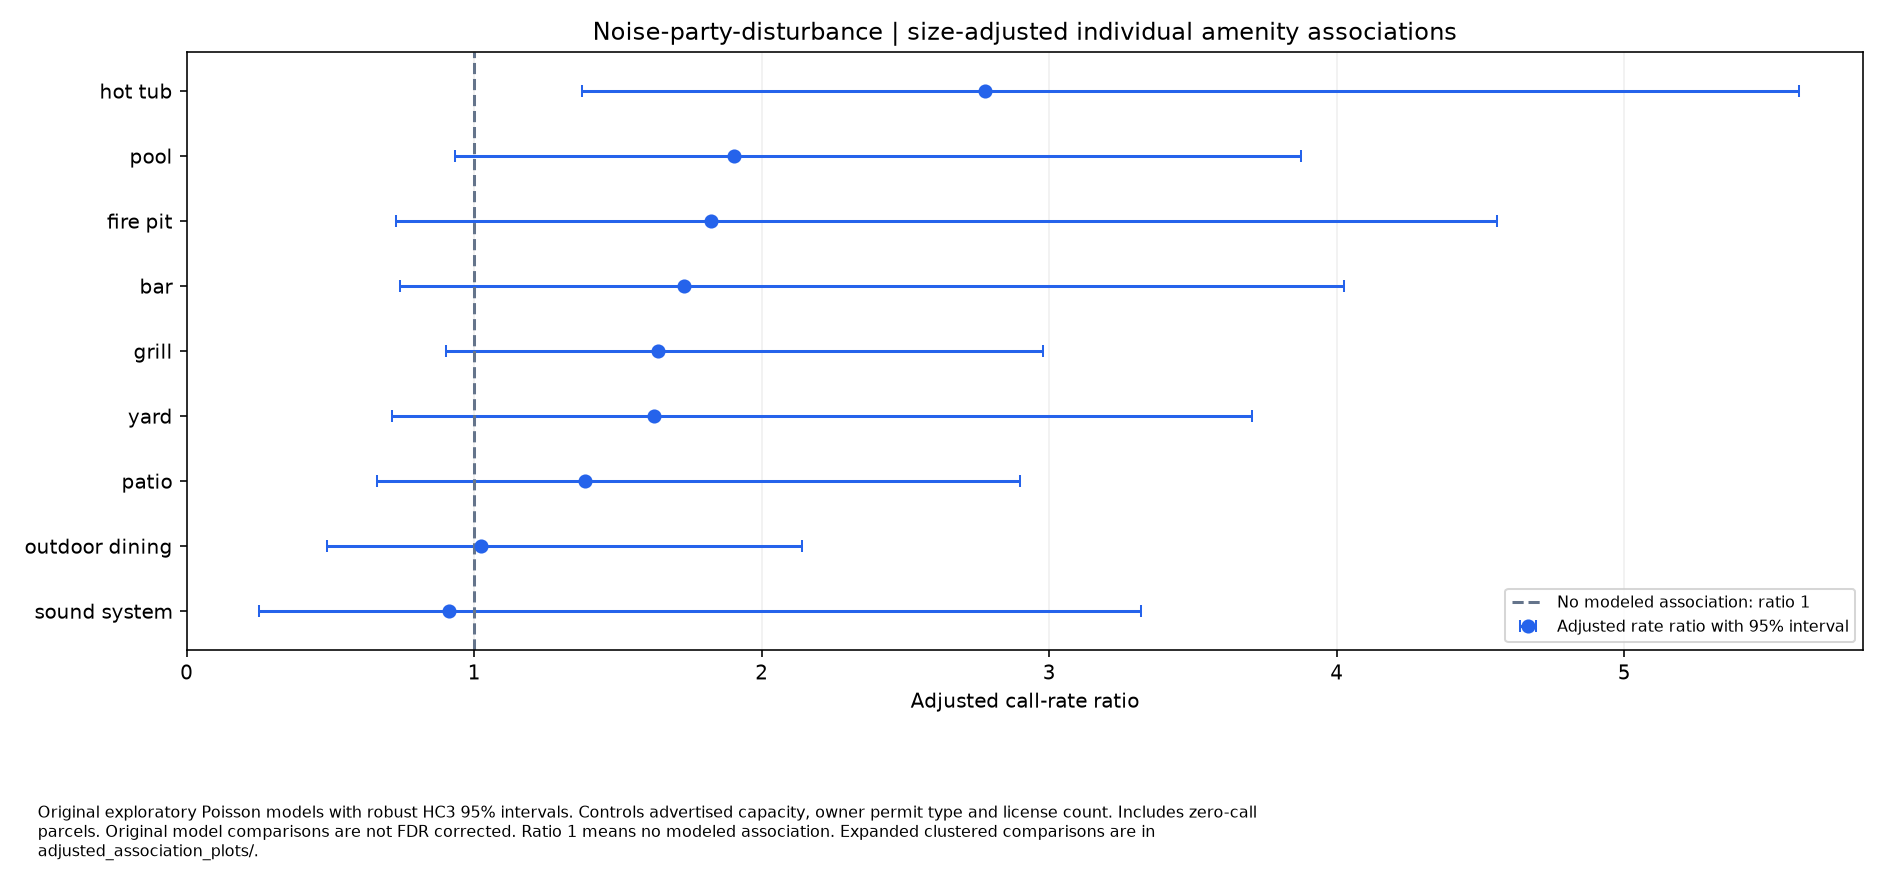 Noise-party-disturbance | size-adjusted individual amenity associations
hot tub
pool
fire pit
bar
grill
yard
patio
outdoor dining
sound system
No modeled association: ratio 1
Adjusted rate ratio with 95% interval
0 1 2 3 4 5
Adjusted call-rate ratio
Original exploratory Poisson models with robust HC3 95% intervals. Controls advertised capacity, owner permit type and license count. Includes zero-call
parcels. Original model comparisons are not FDR corrected. Ratio 1 means no modeled association. Expanded clustered comparisons are in
adjusted_association_plots/.